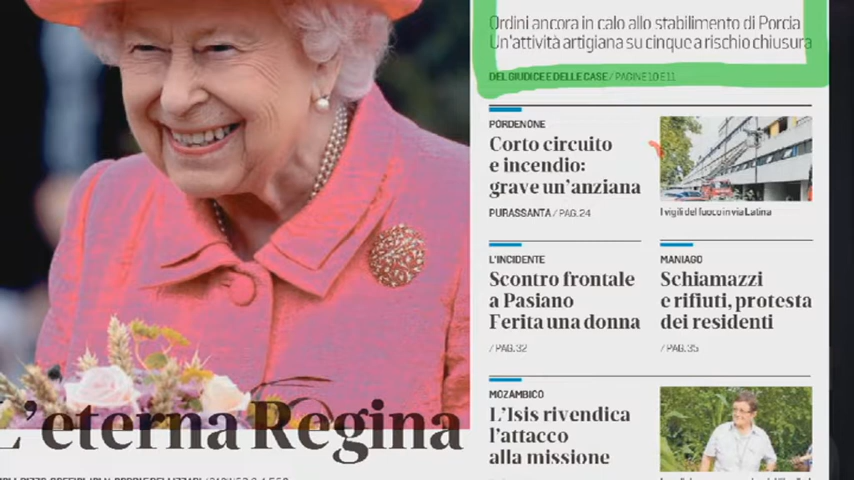 Ordini ancora in calo allo stabilimento di Porcia
Un'attività artigiana su cinque a rischio chiusura
DEL GIUDICE E DELLE CASE / PAGINE 10 E 11
PORDENONE
Corto circuito
e incendio:
grave un'anziana
PURASSANTA / PAG. 24
I vigili del fuoco in via Latina
L'INCIDENTE
Scontro frontale
a Pasiano
Ferita una donna
/ PAG. 32
MANIAGO
Schiamazzi
e rifiuti, protesta
dei residenti
/ PAG. 35
MOZAMBICO
L'Isis rivendica
l'attacco
alla missione
L'eterna Regina